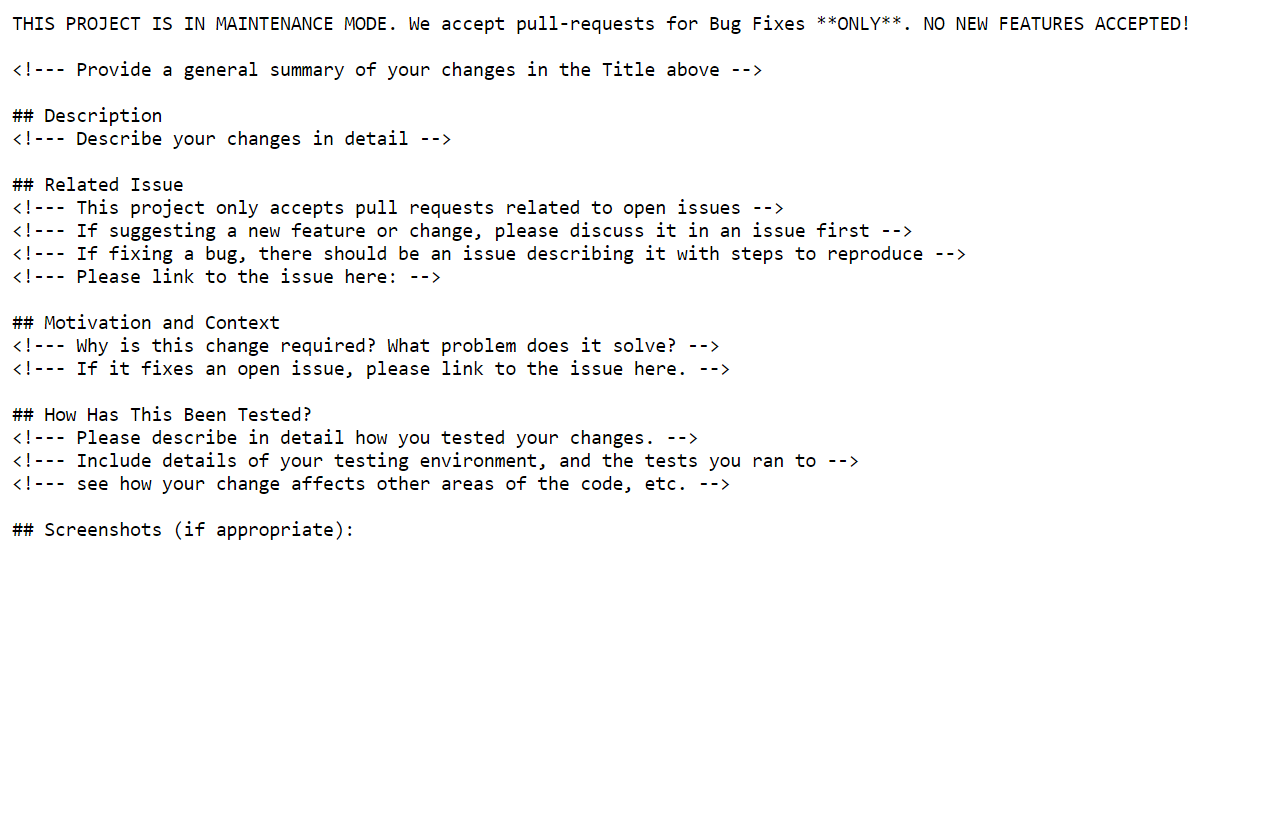 THIS PROJECT IS IN MAINTENANCE MODE. We accept pull-requests for Bug Fixes **ONLY**. NO NEW FEATURES ACCEPTED!
<!--- Provide a general summary of your changes in the Title above -->
## Description
<!--- Describe your changes in detail -->
## Related Issue
<!--- This project only accepts pull requests related to open issues -->
<!--- If suggesting a new feature or change, please discuss it in an issue first -->
<!--- If fixing a bug, there should be an issue describing it with steps to reproduce -->
<!--- Please link to the issue here: -->
## Motivation and Context
<!--- Why is this change required? What problem does it solve? -->
<!--- If it fixes an open issue, please link to the issue here. -->
## How Has This Been Tested?
<!--- Please describe in detail how you tested your changes. -->
<!--- Include details of your testing environment, and the tests you ran to -->
<!--- see how your change affects other areas of the code, etc. -->
## Screenshots (if appropriate):